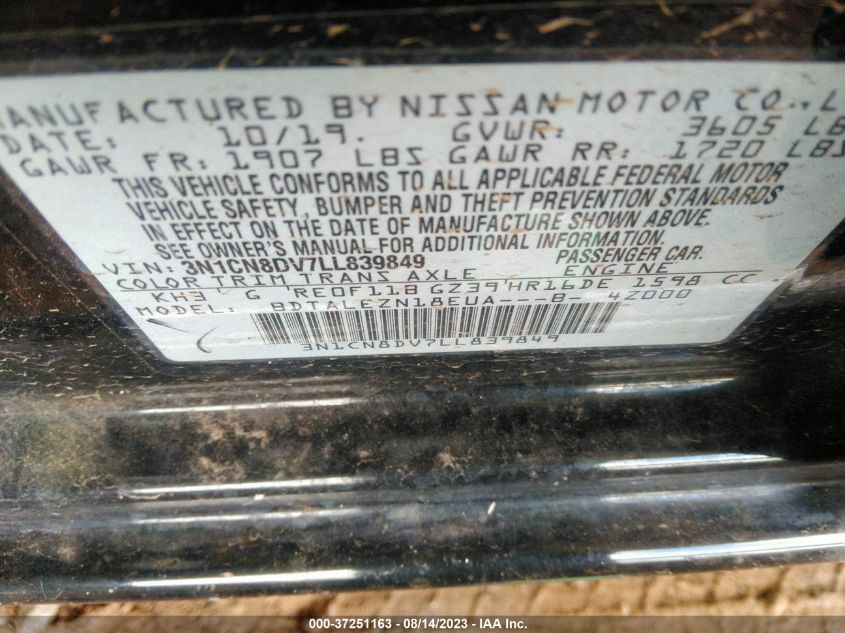 MANUFACTURED BY NISSAN MOTOR CO., L
DATE: 10/19. GVWR: 3605 LB
GAWR FR: 1907 LBS GAWR RR: 1720 LBS
THIS VEHICLE CONFORMS TO ALL APPLICABLE FEDERAL MOTOR
VEHICLE SAFETY, BUMPER AND THEFT PREVENTION STANDARDS
IN EFFECT ON THE DATE OF MANUFACTURE SHOWN ABOVE.
SEE OWNER'S MANUAL FOR ADDITIONAL INFORMATION.
VIN: 3N1CN8DV7LL839849 PASSENGER CAR.
COLOR TRIM TRANS AXLE ENGINE
KH3 G RE0F11B GZ39 HR16DE 1598 CC
MODEL: BDTALEZN18EUA---B- 4Z000
3N1CN8DV7LL839849
000-37251163 - 08/14/2023 - IAA Inc.